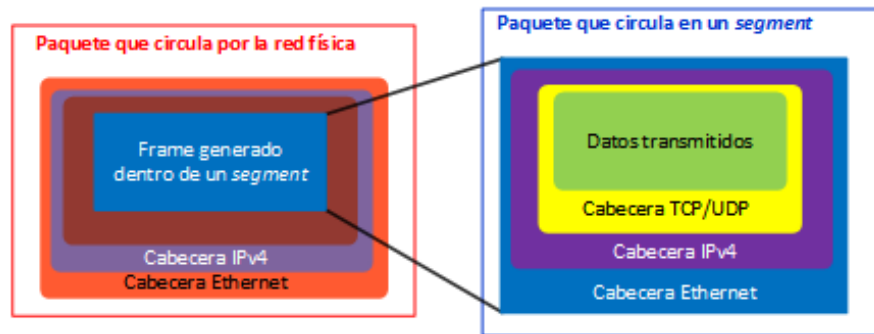 Paquete que circula por la red física
Frame generado
dentro de un segment
Cabecera IPv4
Cabecera Ethernet
Paquete que circula en un segment
Datos transmitidos
Cabecera TCP/UDP
Cabecera IPv4
Cabecera Ethernet